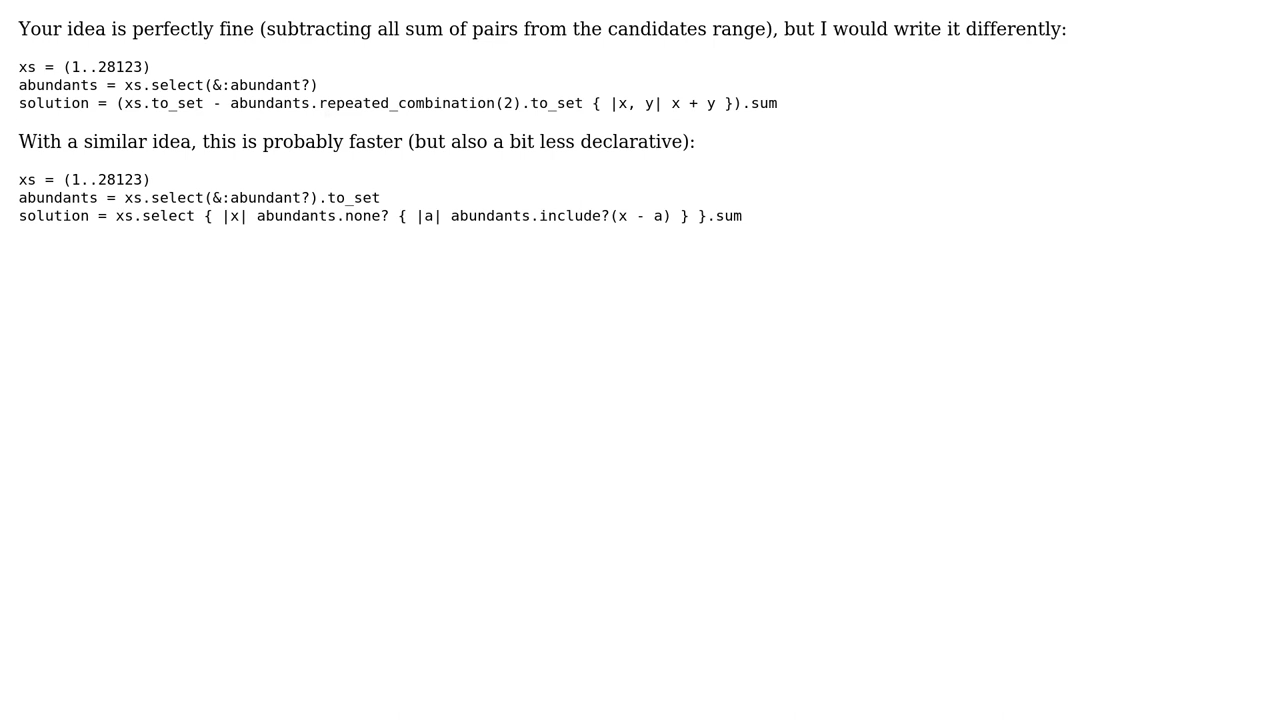 Your idea is perfectly fine (subtracting all sum of pairs from the candidates range), but I would write it differently:
xs = (1..28123)
abundants = xs.select(&:abundant?)
solution = (xs.to_set - abundants.repeated_combination(2).to_set { |x, y| x + y }).sum
With a similar idea, this is probably faster (but also a bit less declarative):
xs = (1..28123)
abundants = xs.select(&:abundant?).to_set
solution = xs.select { |x| abundants.none? { |a| abundants.include?(x - a) } }.sum